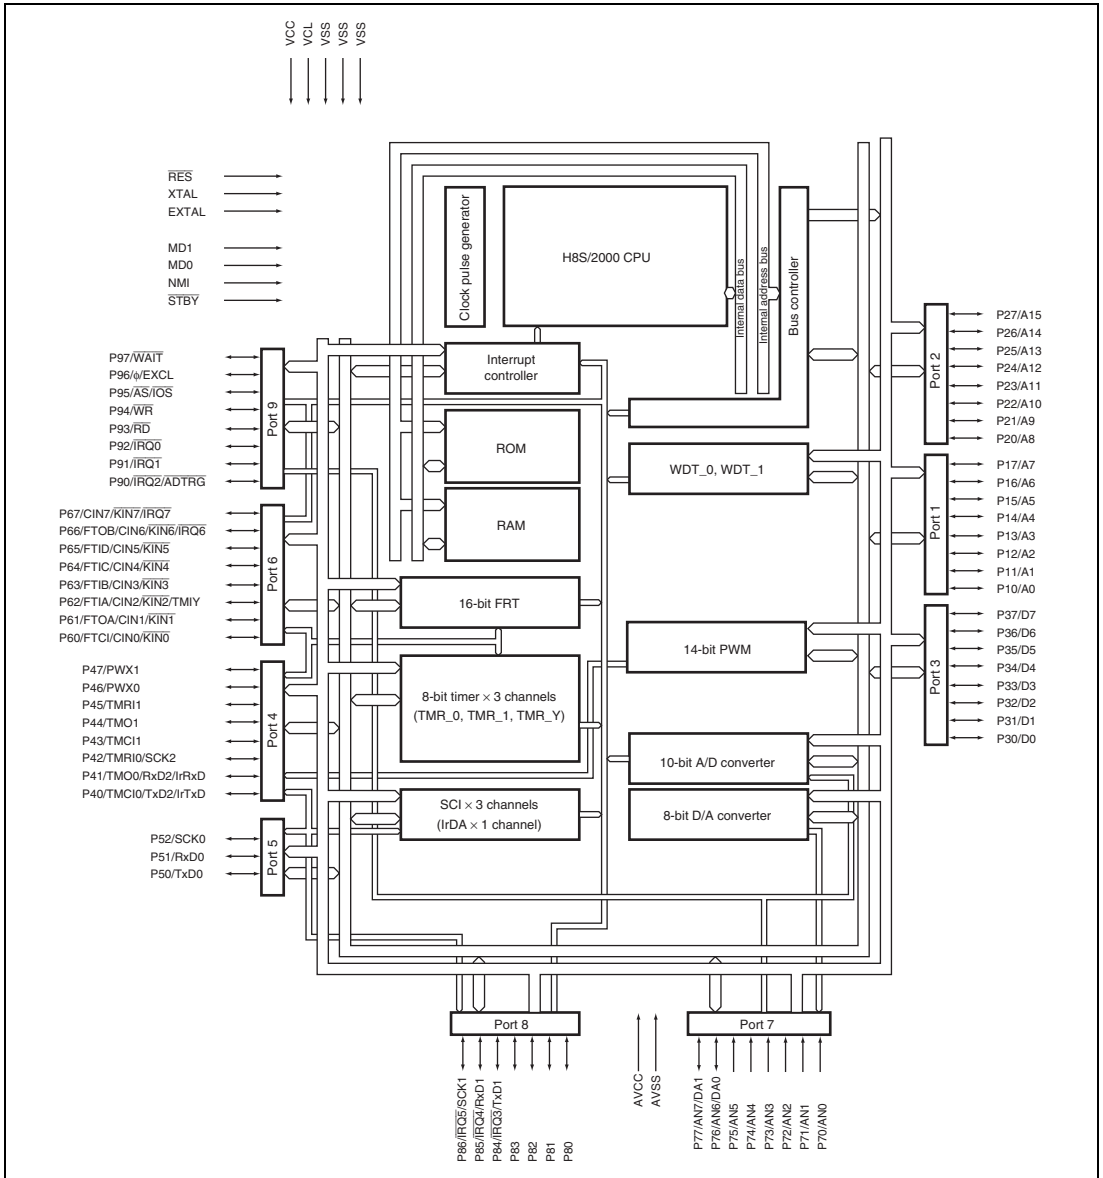 VCC
VCL
VSS
VSS
VSS
RES
XTAL
EXTAL
MD1
MD0
NMI
STBY
Clock pulse generator
H8S/2000 CPU
Internal data bus
Internal address bus
Bus controller
Interrupt
controller
ROM
RAM
WDT_0, WDT_1
16-bit FRT
14-bit PWM
8-bit timer × 3 channels
(TMR_0, TMR_1, TMR_Y)
10-bit A/D converter
SCI × 3 channels
(IrDA × 1 channel)
8-bit D/A converter
P97/WAIT
P96/ϕ/EXCL
P95/AS/IOS
P94/WR
P93/RD
P92/IRQ0
P91/IRQ1
P90/IRQ2/ADTRG
Port 9
P67/CIN7/KIN7/IRQ7
P66/FTOB/CIN6/KIN6/IRQ6
P65/FTID/CIN5/KIN5
P64/FTIC/CIN4/KIN4
P63/FTIB/CIN3/KIN3
P62/FTIA/CIN2/KIN2/TMIY
P61/FTOA/CIN1/KIN1
P60/FTCI/CIN0/KIN0
Port 6
P47/PWX1
P46/PWX0
P45/TMRI1
P44/TMO1
P43/TMCI1
P42/TMRI0/SCK2
P41/TMO0/RxD2/IrRxD
P40/TMCI0/TxD2/IrTxD
Port 4
P52/SCK0
P51/RxD0
P50/TxD0
Port 5
Port 2
P27/A15
P26/A14
P25/A13
P24/A12
P23/A11
P22/A10
P21/A9
P20/A8
Port 1
P17/A7
P16/A6
P15/A5
P14/A4
P13/A3
P12/A2
P11/A1
P10/A0
Port 3
P37/D7
P36/D6
P35/D5
P34/D4
P33/D3
P32/D2
P31/D1
P30/D0
Port 8
P86/IRQ5/SCK1
P85/IRQ4/RxD1
P84/IRQ3/TxD1
P83
P82
P81
P80
AVCC
AVSS
Port 7
P77/AN7/DA1
P76/AN6/DA0
P75/AN5
P74/AN4
P73/AN3
P72/AN2
P71/AN1
P70/AN0